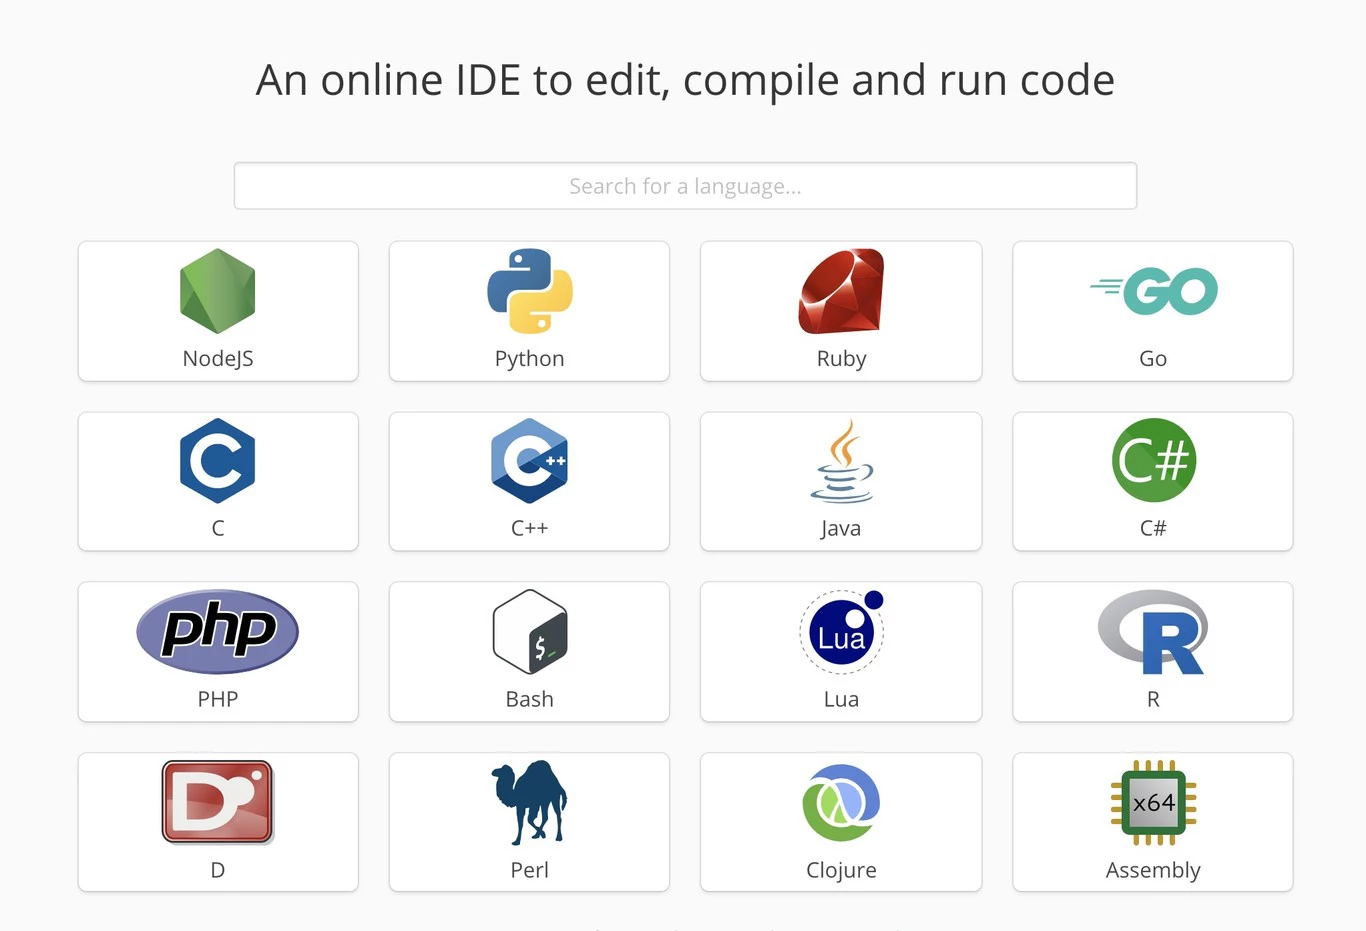 An online IDE to edit, compile and run code
Search for a language...
GO
NodeJS Python Ruby Go
C C++ C#
C C++ Java C#
php $_ Lua R
PHP Bash Lua R
D x64
D Perl Clojure Assembly